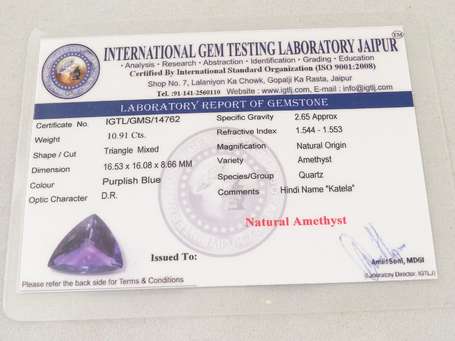 INTERNATIONAL GEM TESTING LABORATORY JAIPUR
EM
• Analysis • Research • Abstraction • Identification • Grading • Education
Certified By International Standard Organization (ISO 9001:2008)
Shop No. 7, Lalaniyon Ka Chowk, Gopalji Ka Rasta, Jaipur
Tel :91-141-2560110 Website : www.igtlj.com, E-mail : info@igtlj.com
LABORATORY REPORT OF GEMSTONE
Certificate No. IGTL/GMS/14762 Specific Gravity 2.65 Approx
10.91 Cts. Refractive Index 1.544 - 1.553
Shape / Cut Triangle Mixed Magnification Natural Origin
Dimension 16.53 x 16.08 x 8.66 MM Variety Amethyst
Colour Purplish Blue Species/Group Quartz
Optic Character D.R. Comments Hindi Name "Katela"
Natural Amethyst
Issued To:
Please refer the back side for Terms & Conditions
Laboratory Director, IGTLJ)